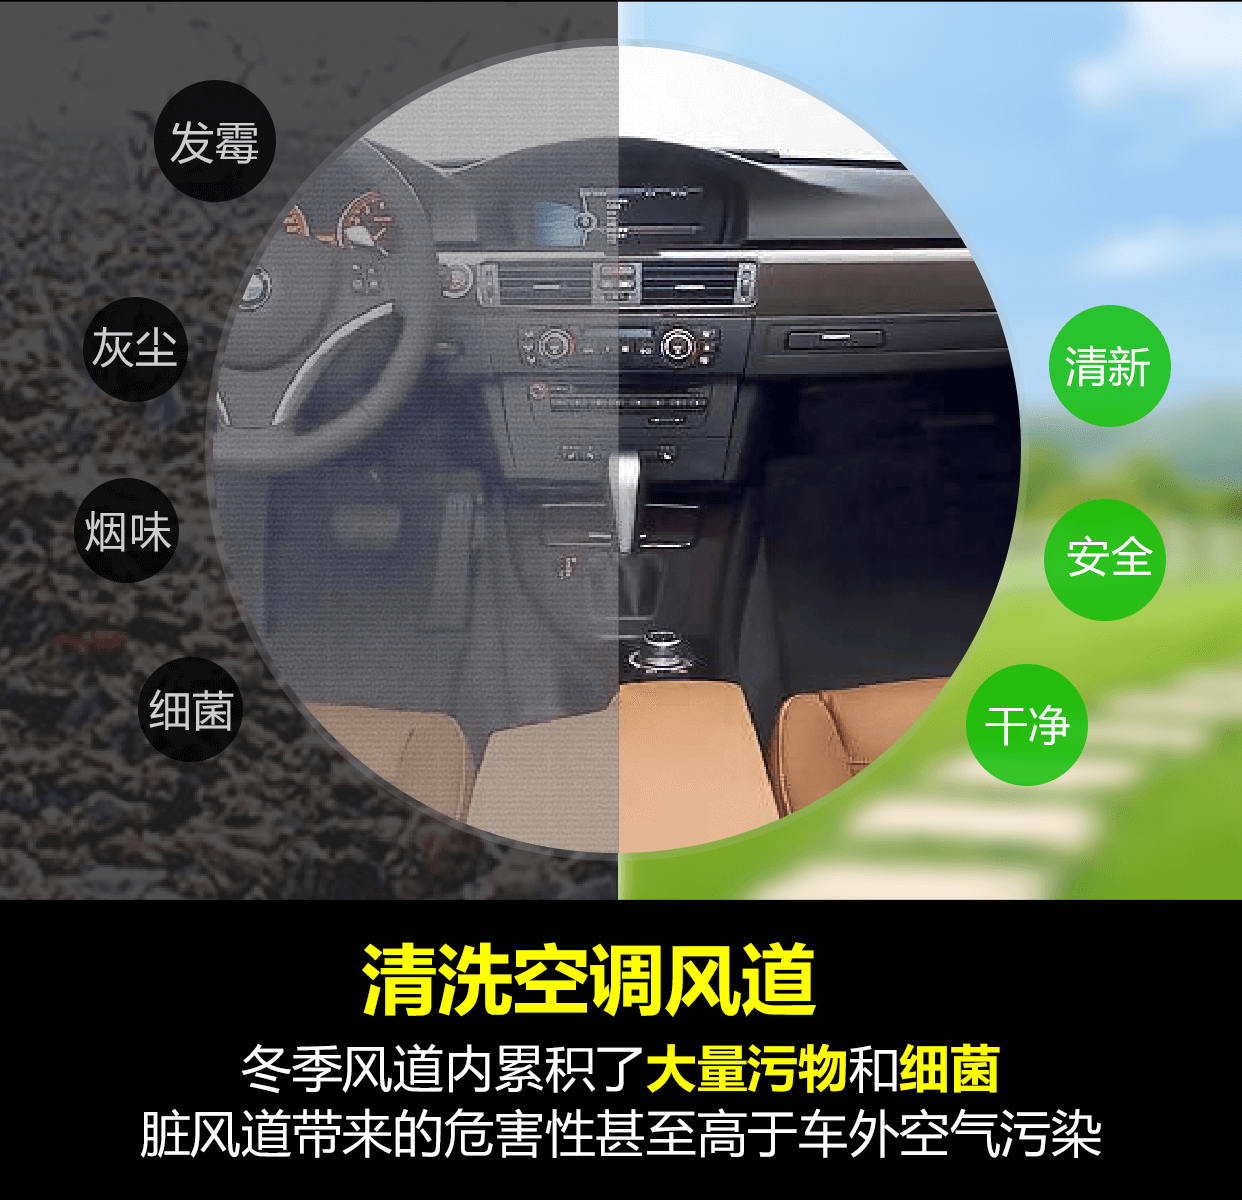 发霉
灰尘
烟味
细菌
清新
安全
干净
清洗空调风道
冬季风道内累积了大量污物和细菌
脏风道带来的危害性甚至高于车外空气污染